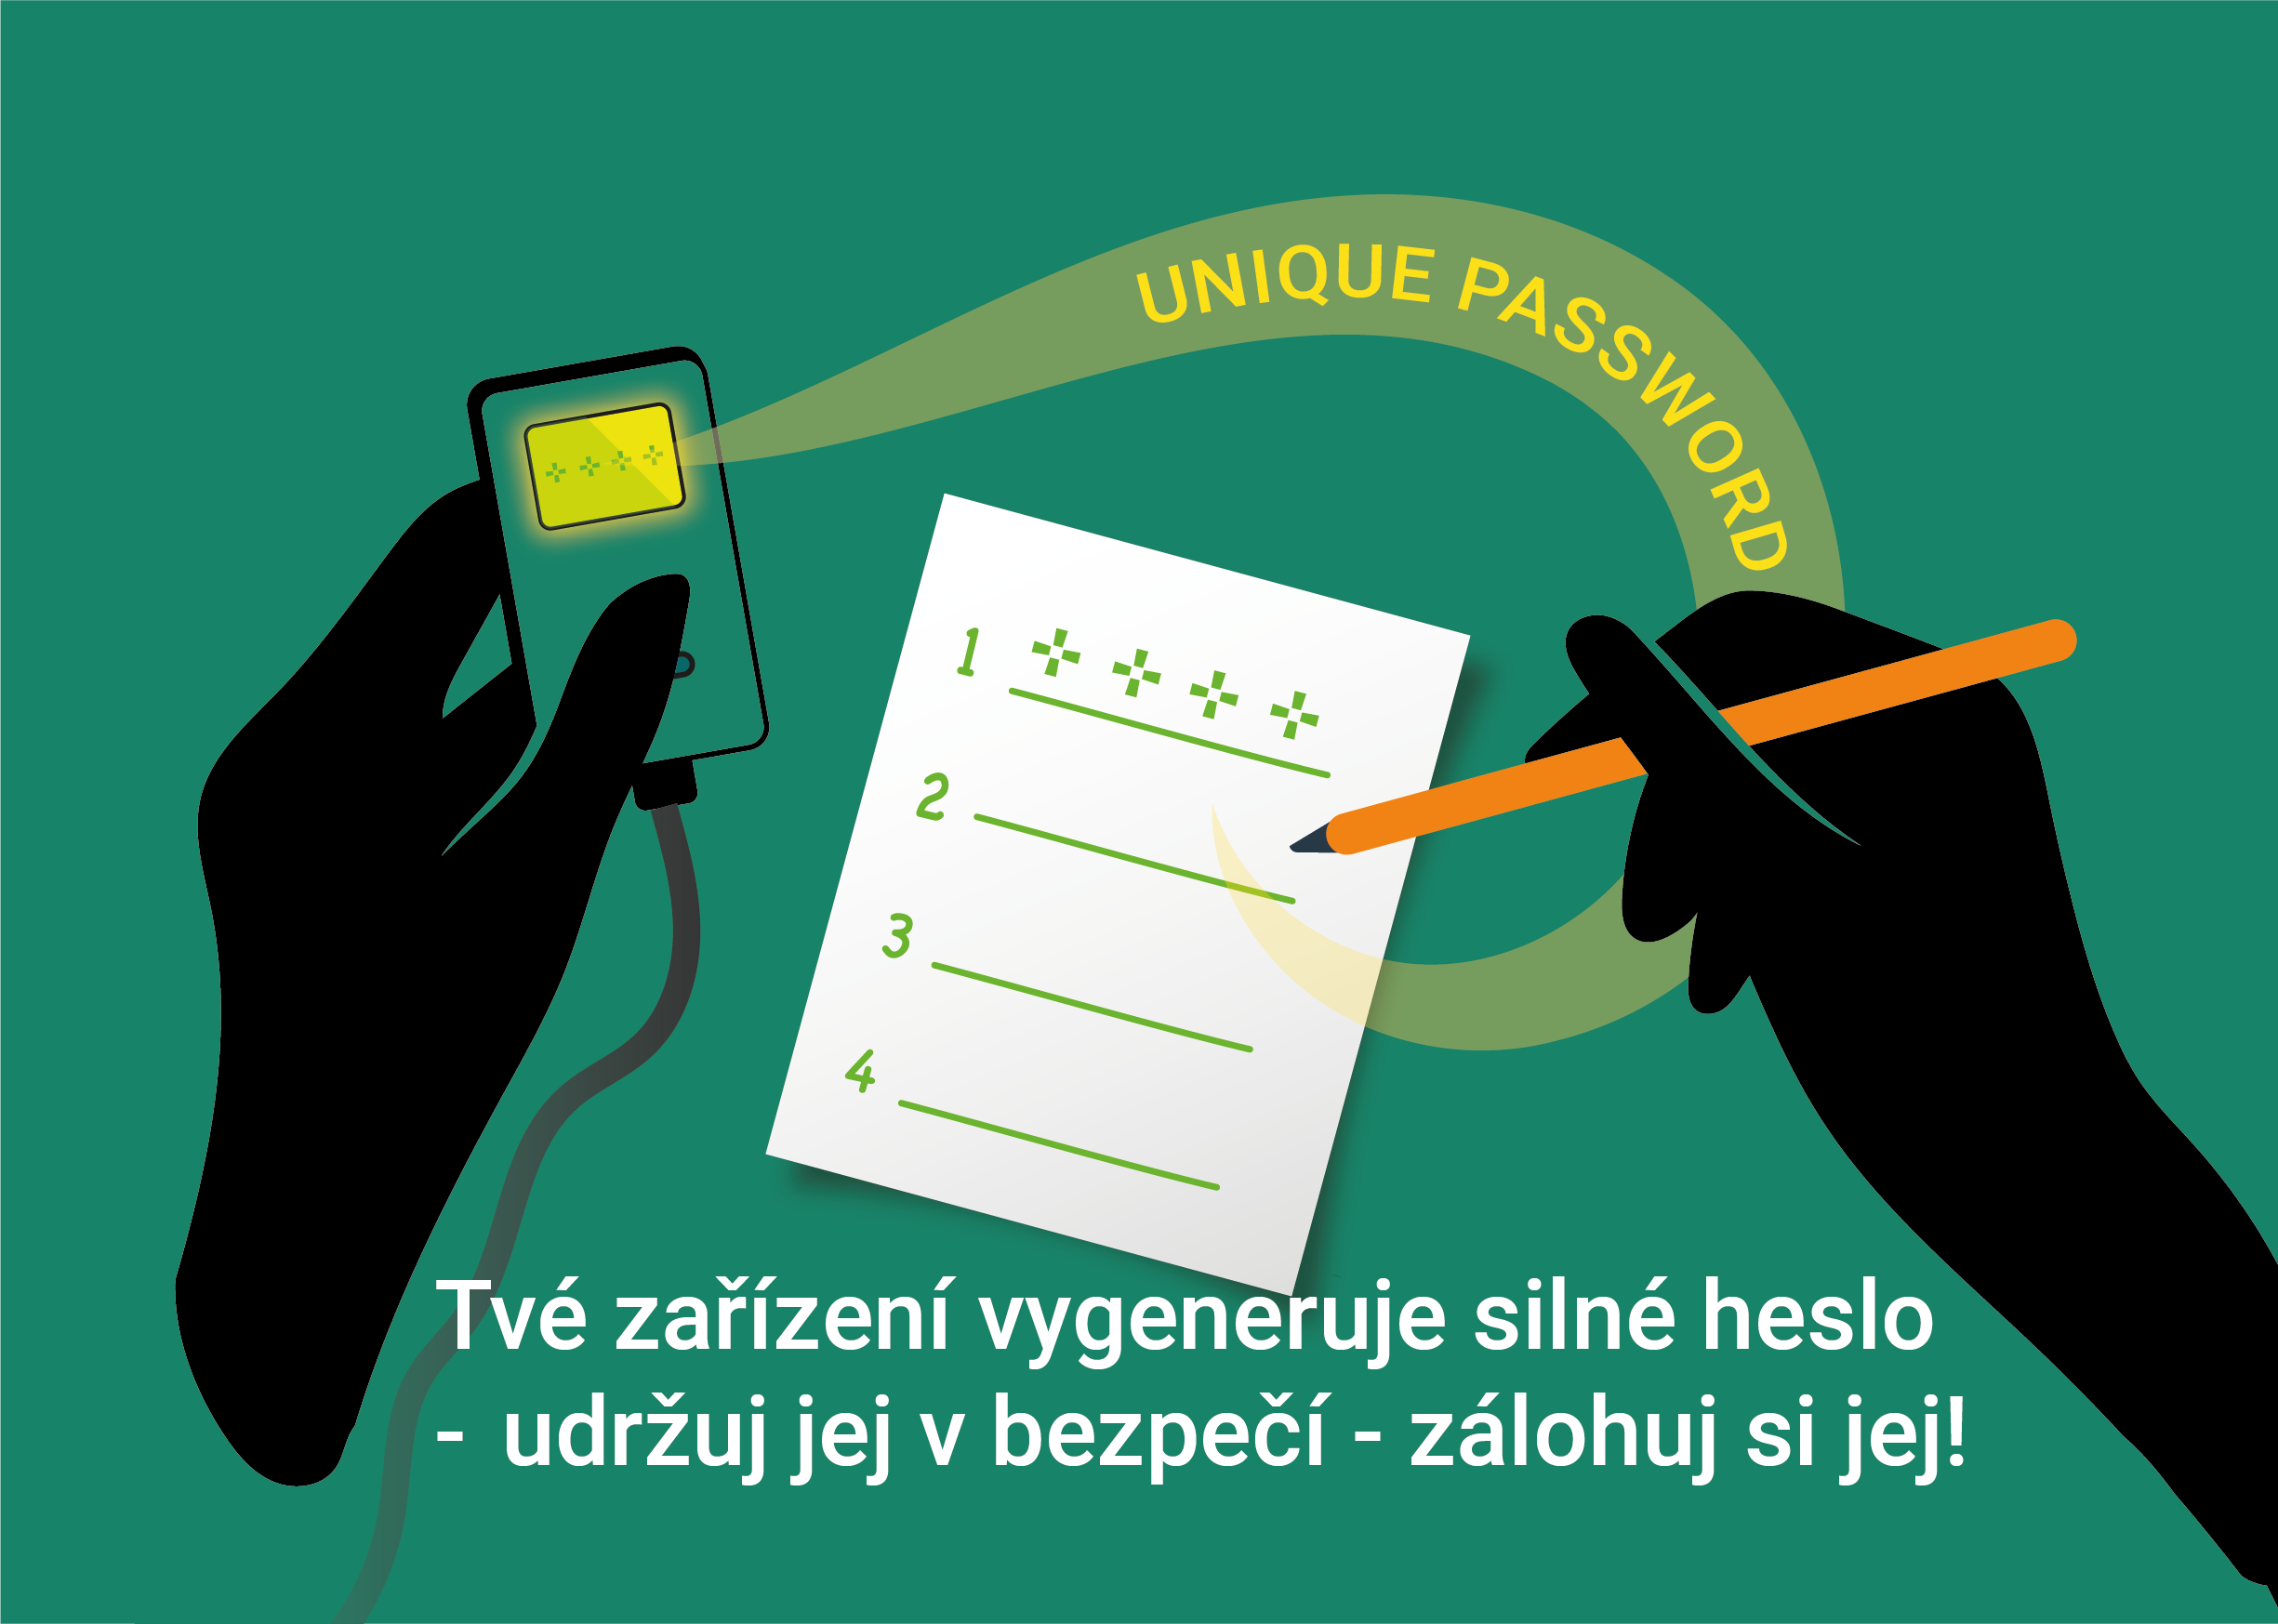 UNIQUE PASSWORD
1
2
3
4
Tvé zařízení vygeneruje silné heslo
- udržuj jej v bezpečí - zálohuj si jej!